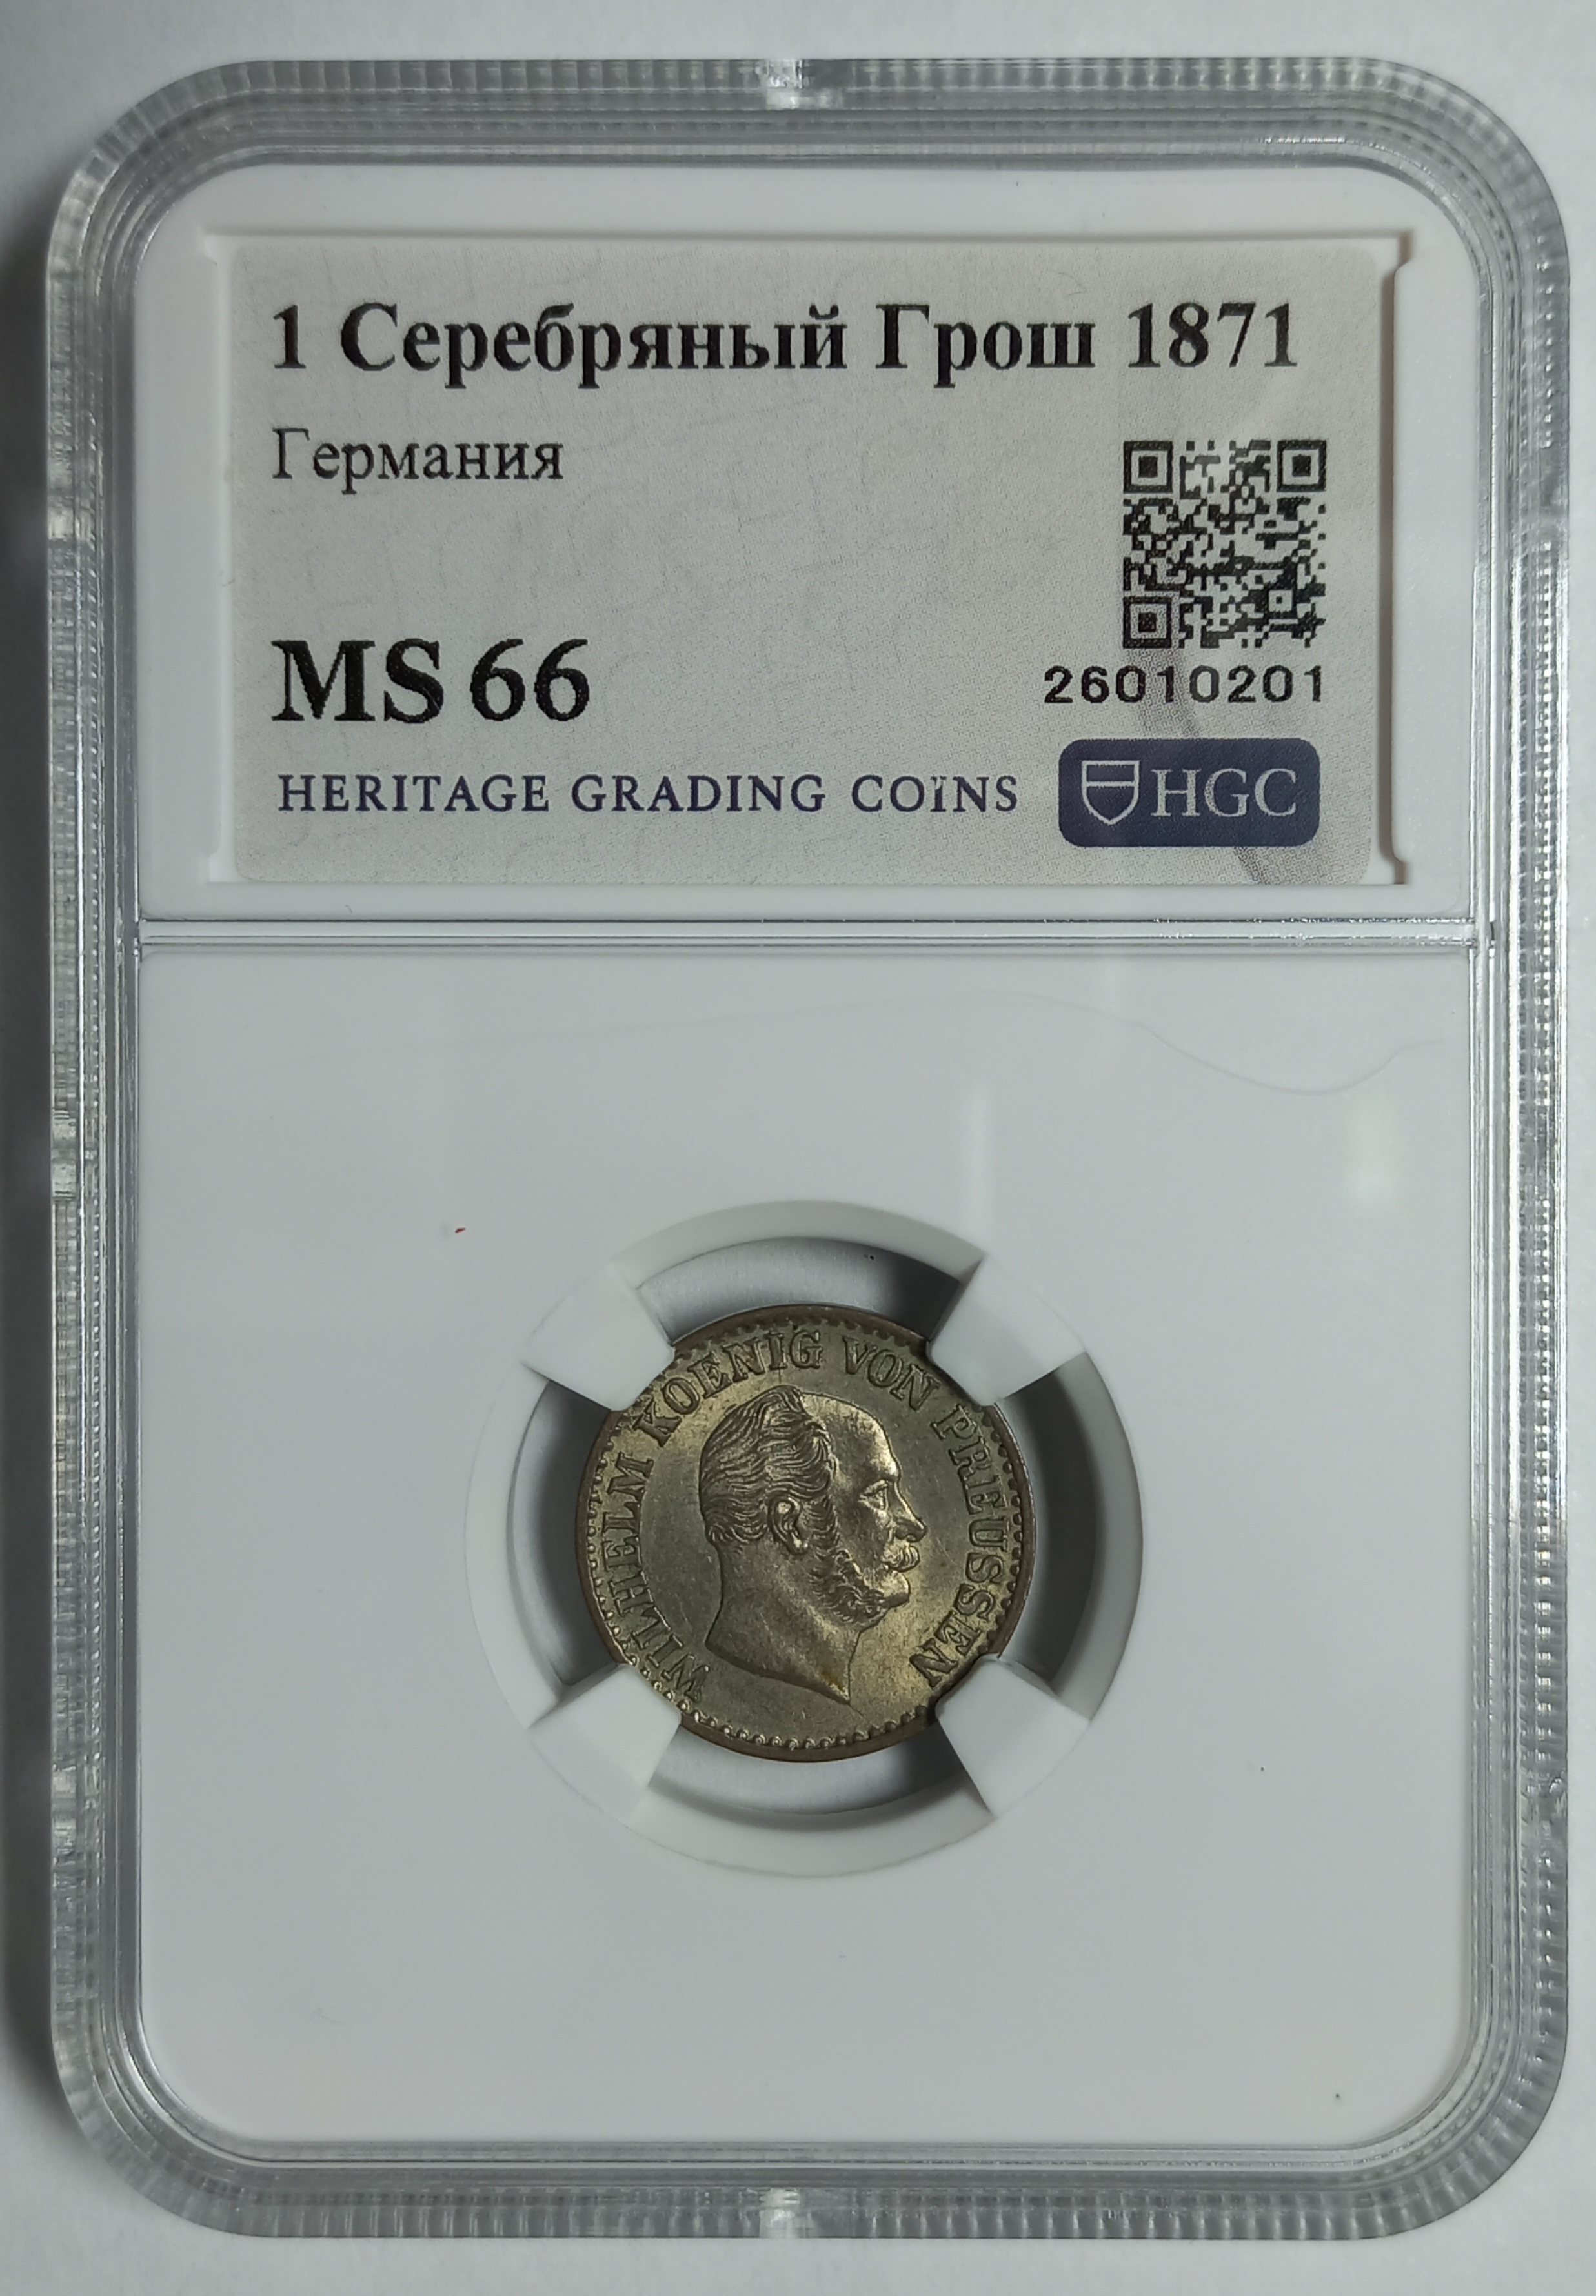 1 Серебряный Грош 1871
Германия
MS 66
26010201
HERITAGE GRADING COINS
HGC
WILHELM KOENIG VON PREUSSEN